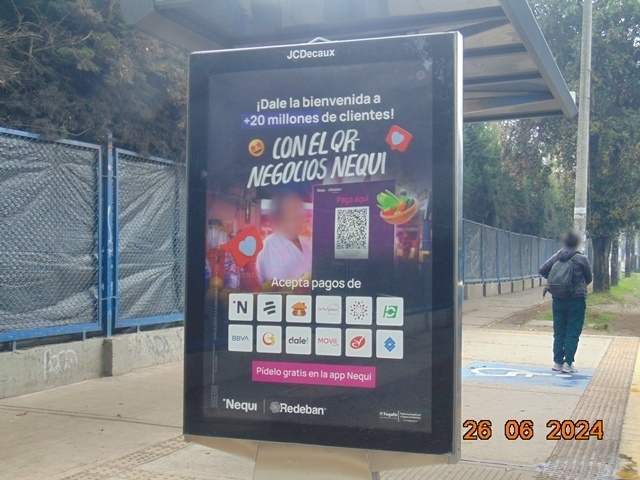 JCDecaux
¡Dale la bienvenida a
+20 millones de clientes!
CON EL QR
NEGOCIOS NEQUI
Paga aquí
Acepta pagos de
N
BBVA
dale!
MOVII
Pídelo gratis en la app Nequi
Nequi | Redeban
26 06 2024